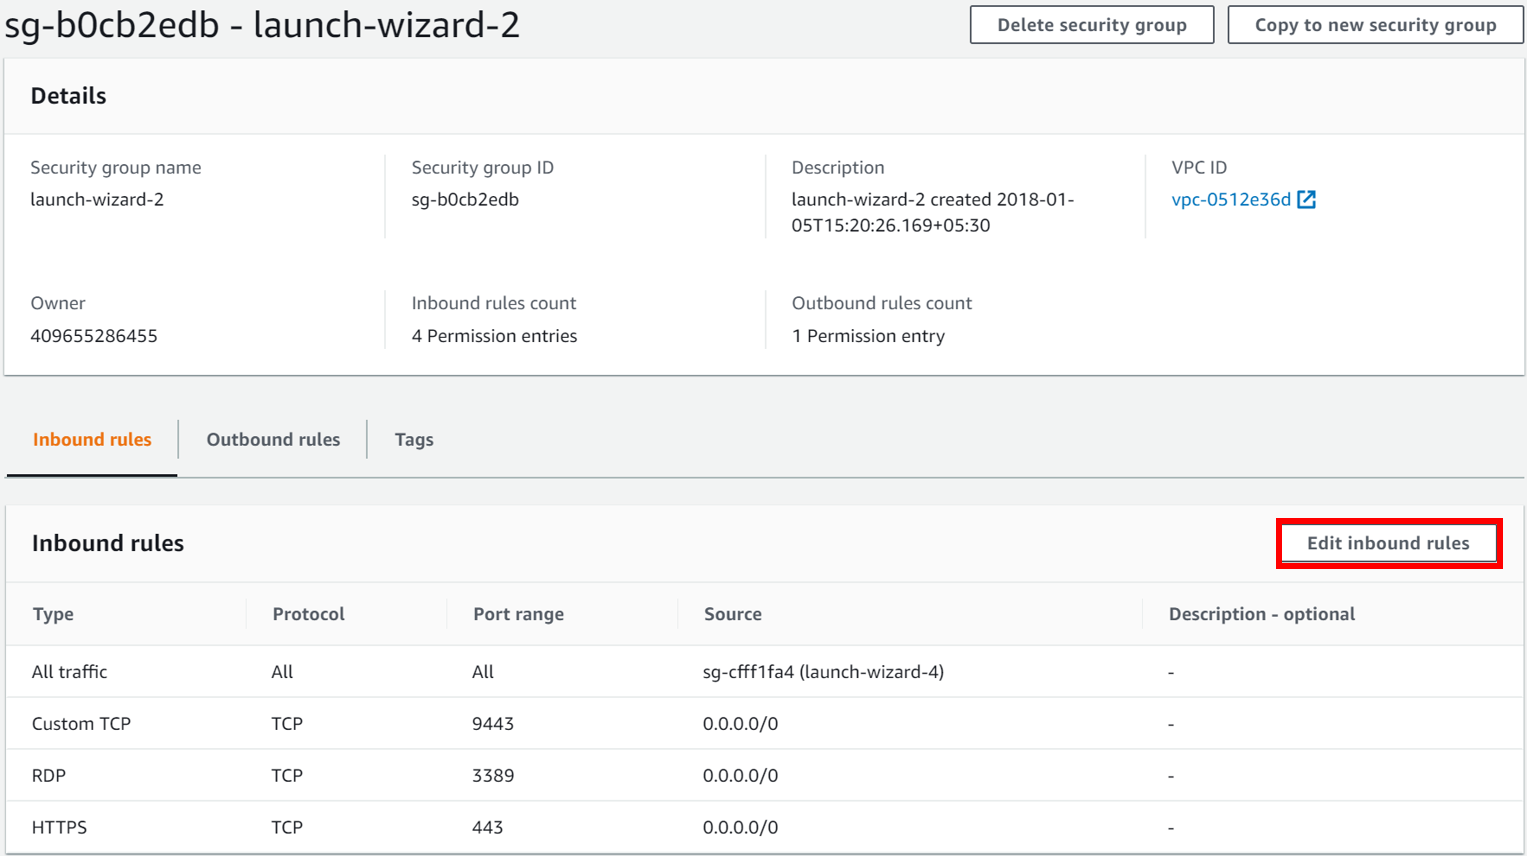 sg-b0cb2edb - launch-wizard-2
Delete security group
Copy to new security group
Details
Security group name
launch-wizard-2
Security group ID
sg-b0cb2edb
Description
launch-wizard-2 created 2018-01-
05T15:20:26.169+05:30
VPC ID
vpc-0512e36d
Owner
409655286455
Inbound rules count
4 Permission entries
Outbound rules count
1 Permission entry
Inbound rules
Outbound rules
Tags
Inbound rules
Edit inbound rules
Type Protocol Port range Source Description - optional
All traffic All All sg-cfff1fa4 (launch-wizard-4) -
Custom TCP TCP 9443 0.0.0.0/0 -
RDP TCP 3389 0.0.0.0/0 -
HTTPS TCP 443 0.0.0.0/0 -